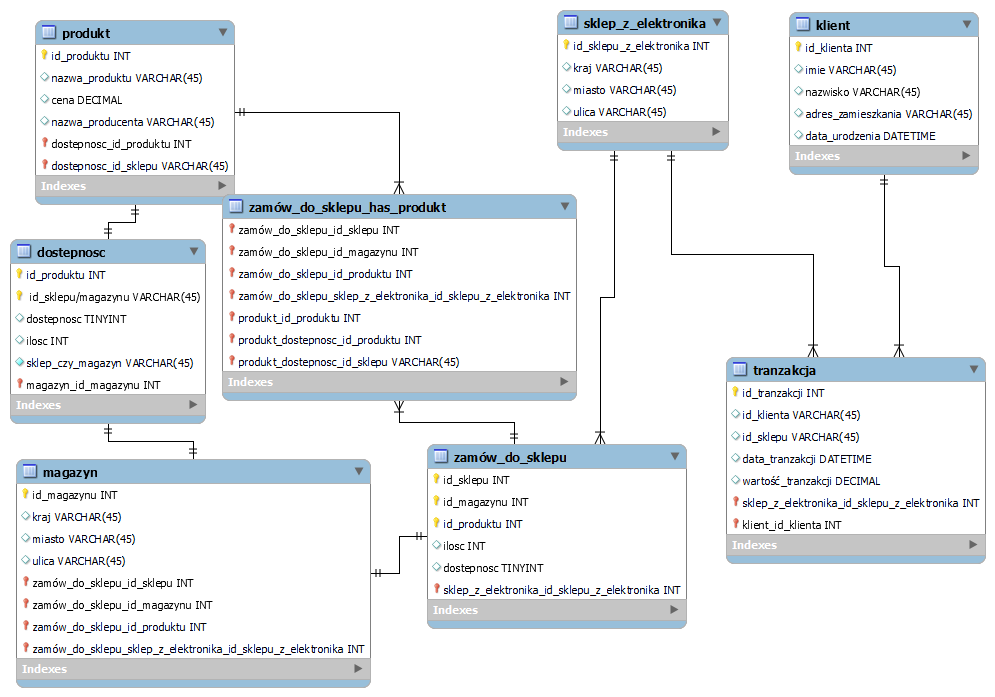 produkt
id_produktu INT
nazwa_produktu VARCHAR(45)
cena DECIMAL
nazwa_producenta VARCHAR(45)
dostepnosc_id_produktu INT
dostepnosc_id_sklepu VARCHAR(45)
Indexes
sklep_z_elektronika
id_sklepu_z_elektronika INT
kraj VARCHAR(45)
miasto VARCHAR(45)
ulica VARCHAR(45)
Indexes
klient
id_klienta INT
imie VARCHAR(45)
nazwisko VARCHAR(45)
adres_zamieszkania VARCHAR(45)
data_urodzenia DATETIME
Indexes
zamów_do_sklepu_has_produkt
zamów_do_sklepu_id_sklepu INT
zamów_do_sklepu_id_magazynu INT
zamów_do_sklepu_id_produktu INT
zamów_do_sklepu_sklep_z_elektronika_id_sklepu_z_elektronika INT
produkt_id_produktu INT
produkt_dostepnosc_id_produktu INT
produkt_dostepnosc_id_sklepu VARCHAR(45)
Indexes
dostepnosc
id_produktu INT
id_sklepu/magazynu VARCHAR(45)
dostepnosc TINYINT
ilosc INT
sklep_czy_magazyn VARCHAR(45)
magazyn_id_magazynu INT
Indexes
tranzakcja
id_tranzakcji INT
id_klienta VARCHAR(45)
id_sklepu VARCHAR(45)
data_tranzakcji DATETIME
wartość_tranzakcji DECIMAL
sklep_z_elektronika_id_sklepu_z_elektronika INT
klient_id_klienta INT
Indexes
magazyn
id_magazynu INT
kraj VARCHAR(45)
miasto VARCHAR(45)
ulica VARCHAR(45)
zamów_do_sklepu_id_sklepu INT
zamów_do_sklepu_id_magazynu INT
zamów_do_sklepu_id_produktu INT
zamów_do_sklepu_sklep_z_elektronika_id_sklepu_z_elektronika INT
Indexes
zamów_do_sklepu
id_sklepu INT
id_magazynu INT
id_produktu INT
ilosc INT
dostepnosc TINYINT
sklep_z_elektronika_id_sklepu_z_elektronika INT
Indexes